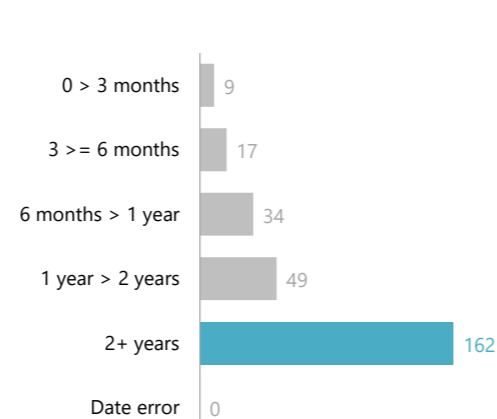 0 > 3 months 9
3 >= 6 months 17
6 months > 1 year 34
1 year > 2 years 49
2+ years 162
Date error 0